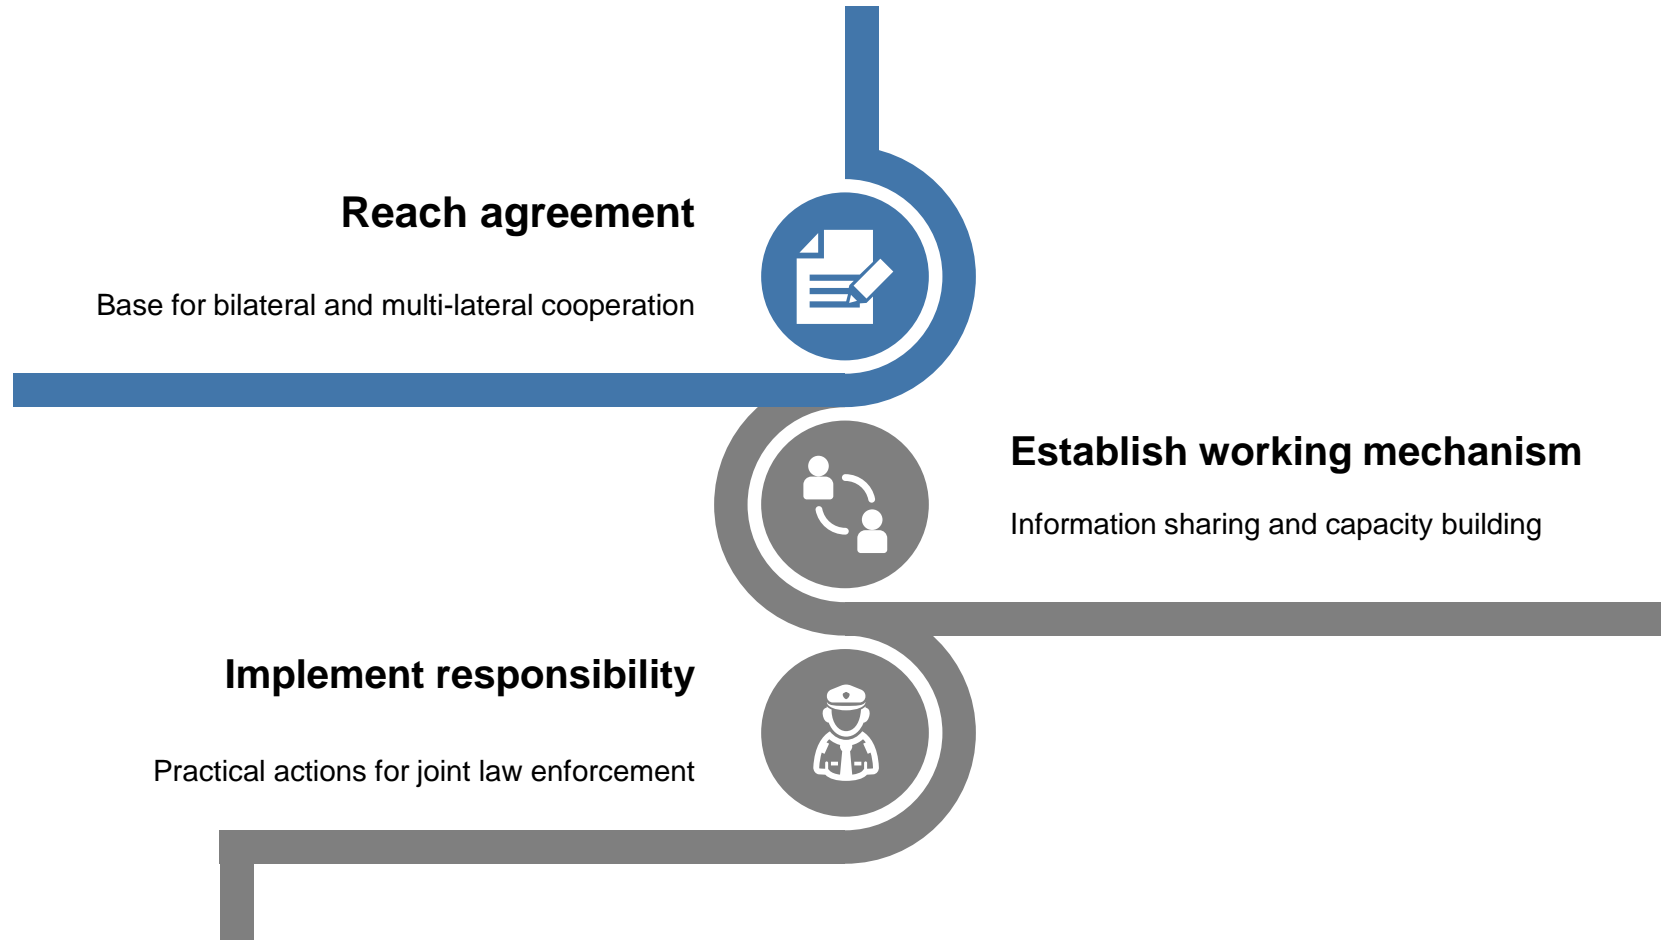 Reach agreement
Base for bilateral and multi-lateral cooperation
Establish working mechanism
Information sharing and capacity building
Implement responsibility
Practical actions for joint law enforcement